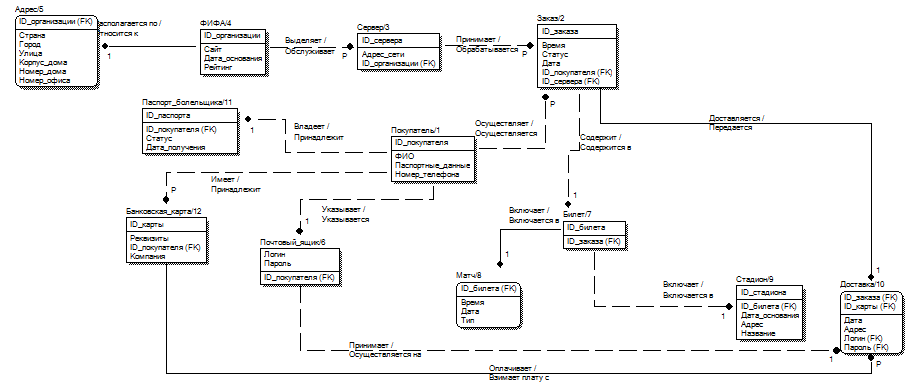 Адрес/5
ID_организации (FK)
Страна
Город
Улица
Корпус_дома
Номер_дома
Номер_офиса
асполагается по /
тносится к
1
ФИФА/4
ID_организации
Сайт
Дата_основания
Рейтинг
Выделяет /
Обслуживает
P
Сервер/3
ID_сервера
Адрес_сети
ID_организации (FK)
Принимает /
Обрабатывается
P
Заказ/2
ID_заказа
Время
Статус
Дата
ID_покупателя (FK)
ID_сервера (FK)
P
Паспорт_болельщика/11
ID_паспорта
ID_покупателя (FK)
Статус
Дата_получения
1
Владеет /
Принадлежит
Покупатель/1
ID_покупателя
ФИО
Паспортные_данные
Номер_телефона
Осуществляет /
Осуществляется
Содержит /
Содержится в
1
Доставляется /
Передается
1
Имеет /
Принадлежит
P
Банковская_карта/12
ID_карты
Реквизиты
ID_покупателя (FK)
Компания
Указывает /
Указывается
1
Почтовый_ящик/6
Логин
Пароль
ID_покупателя (FK)
Включает /
Включается в
1
Билет/7
ID_билета
ID_заказа (FK)
Матч/8
ID_билета (FK)
Время
Дата
Тип
Включает /
Включается в
1
Стадион/9
ID_стадиона
ID_билета (FK)
Дата_основания
Адрес
Название
Доставка/10
ID_заказа (FK)
ID_карты (FK)
Дата
Адрес
Логин (FK)
Пароль (FK)
Принимает /
Осуществляется на
1
Оплачивает /
Взимает плату с
P